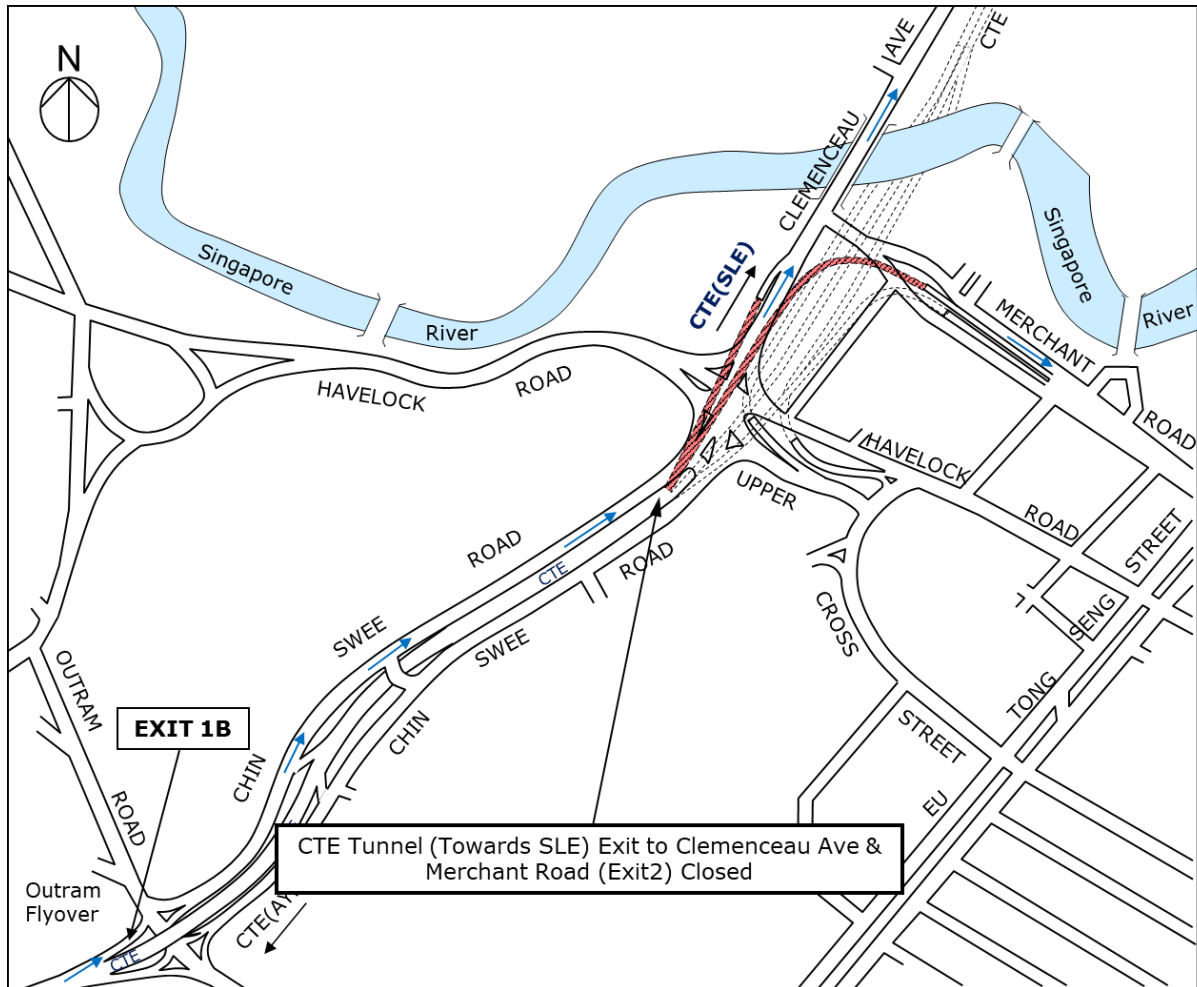 N
AVE
CTE
CLEMENCEAU
Singapore
River
CTE(SLE)
Singapore
River
MERCHANT
ROAD
HAVELOCK
ROAD
HAVELOCK
ROAD
UPPER
CROSS
STREET
STREET
SENG
TONG
EU
ROAD
CTE
ROAD
SWEE
SWEE
CHIN
CHIN
OUTRAM
ROAD
EXIT 1B
CTE Tunnel (Towards SLE) Exit to Clemenceau Ave &
Merchant Road (Exit2) Closed
Outram
Flyover
CTE